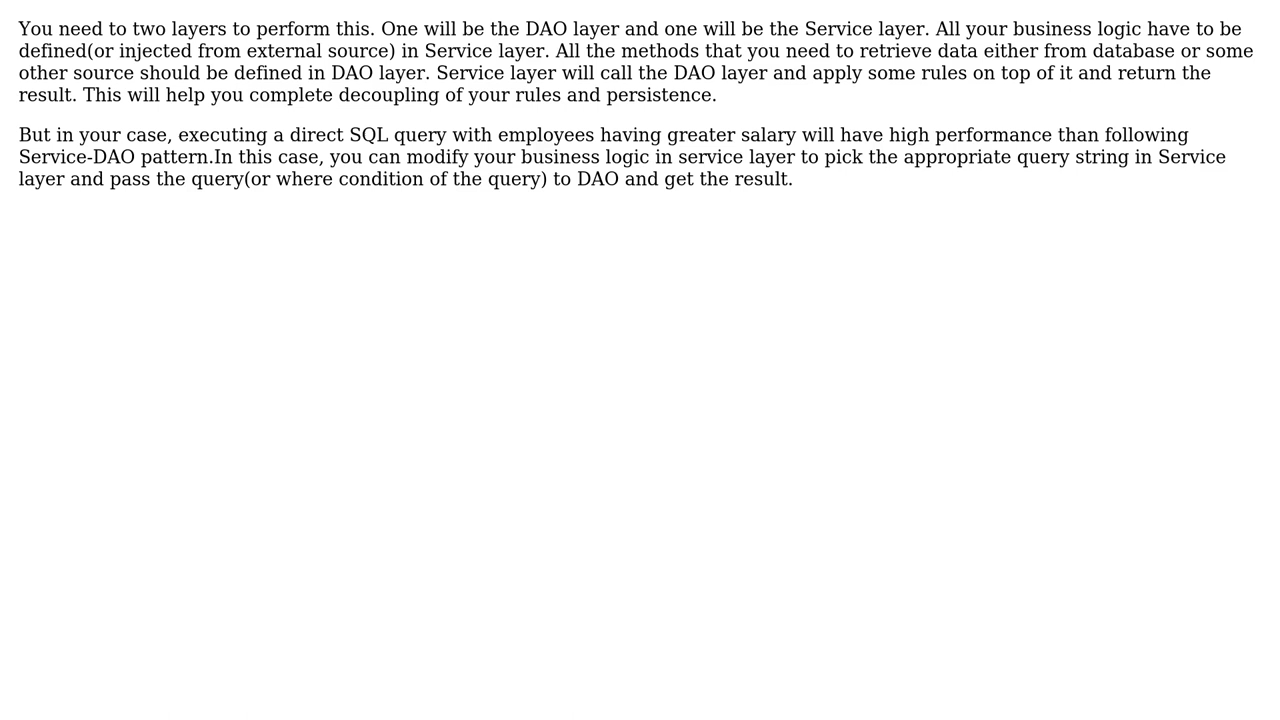 You need to two layers to perform this. One will be the DAO layer and one will be the Service layer. All your business logic have to be
defined(or injected from external source) in Service layer. All the methods that you need to retrieve data either from database or some
other source should be defined in DAO layer. Service layer will call the DAO layer and apply some rules on top of it and return the
result. This will help you complete decoupling of your rules and persistence.
But in your case, executing a direct SQL query with employees having greater salary will have high performance than following
Service-DAO pattern.In this case, you can modify your business logic in service layer to pick the appropriate query string in Service
layer and pass the query(or where condition of the query) to DAO and get the result.